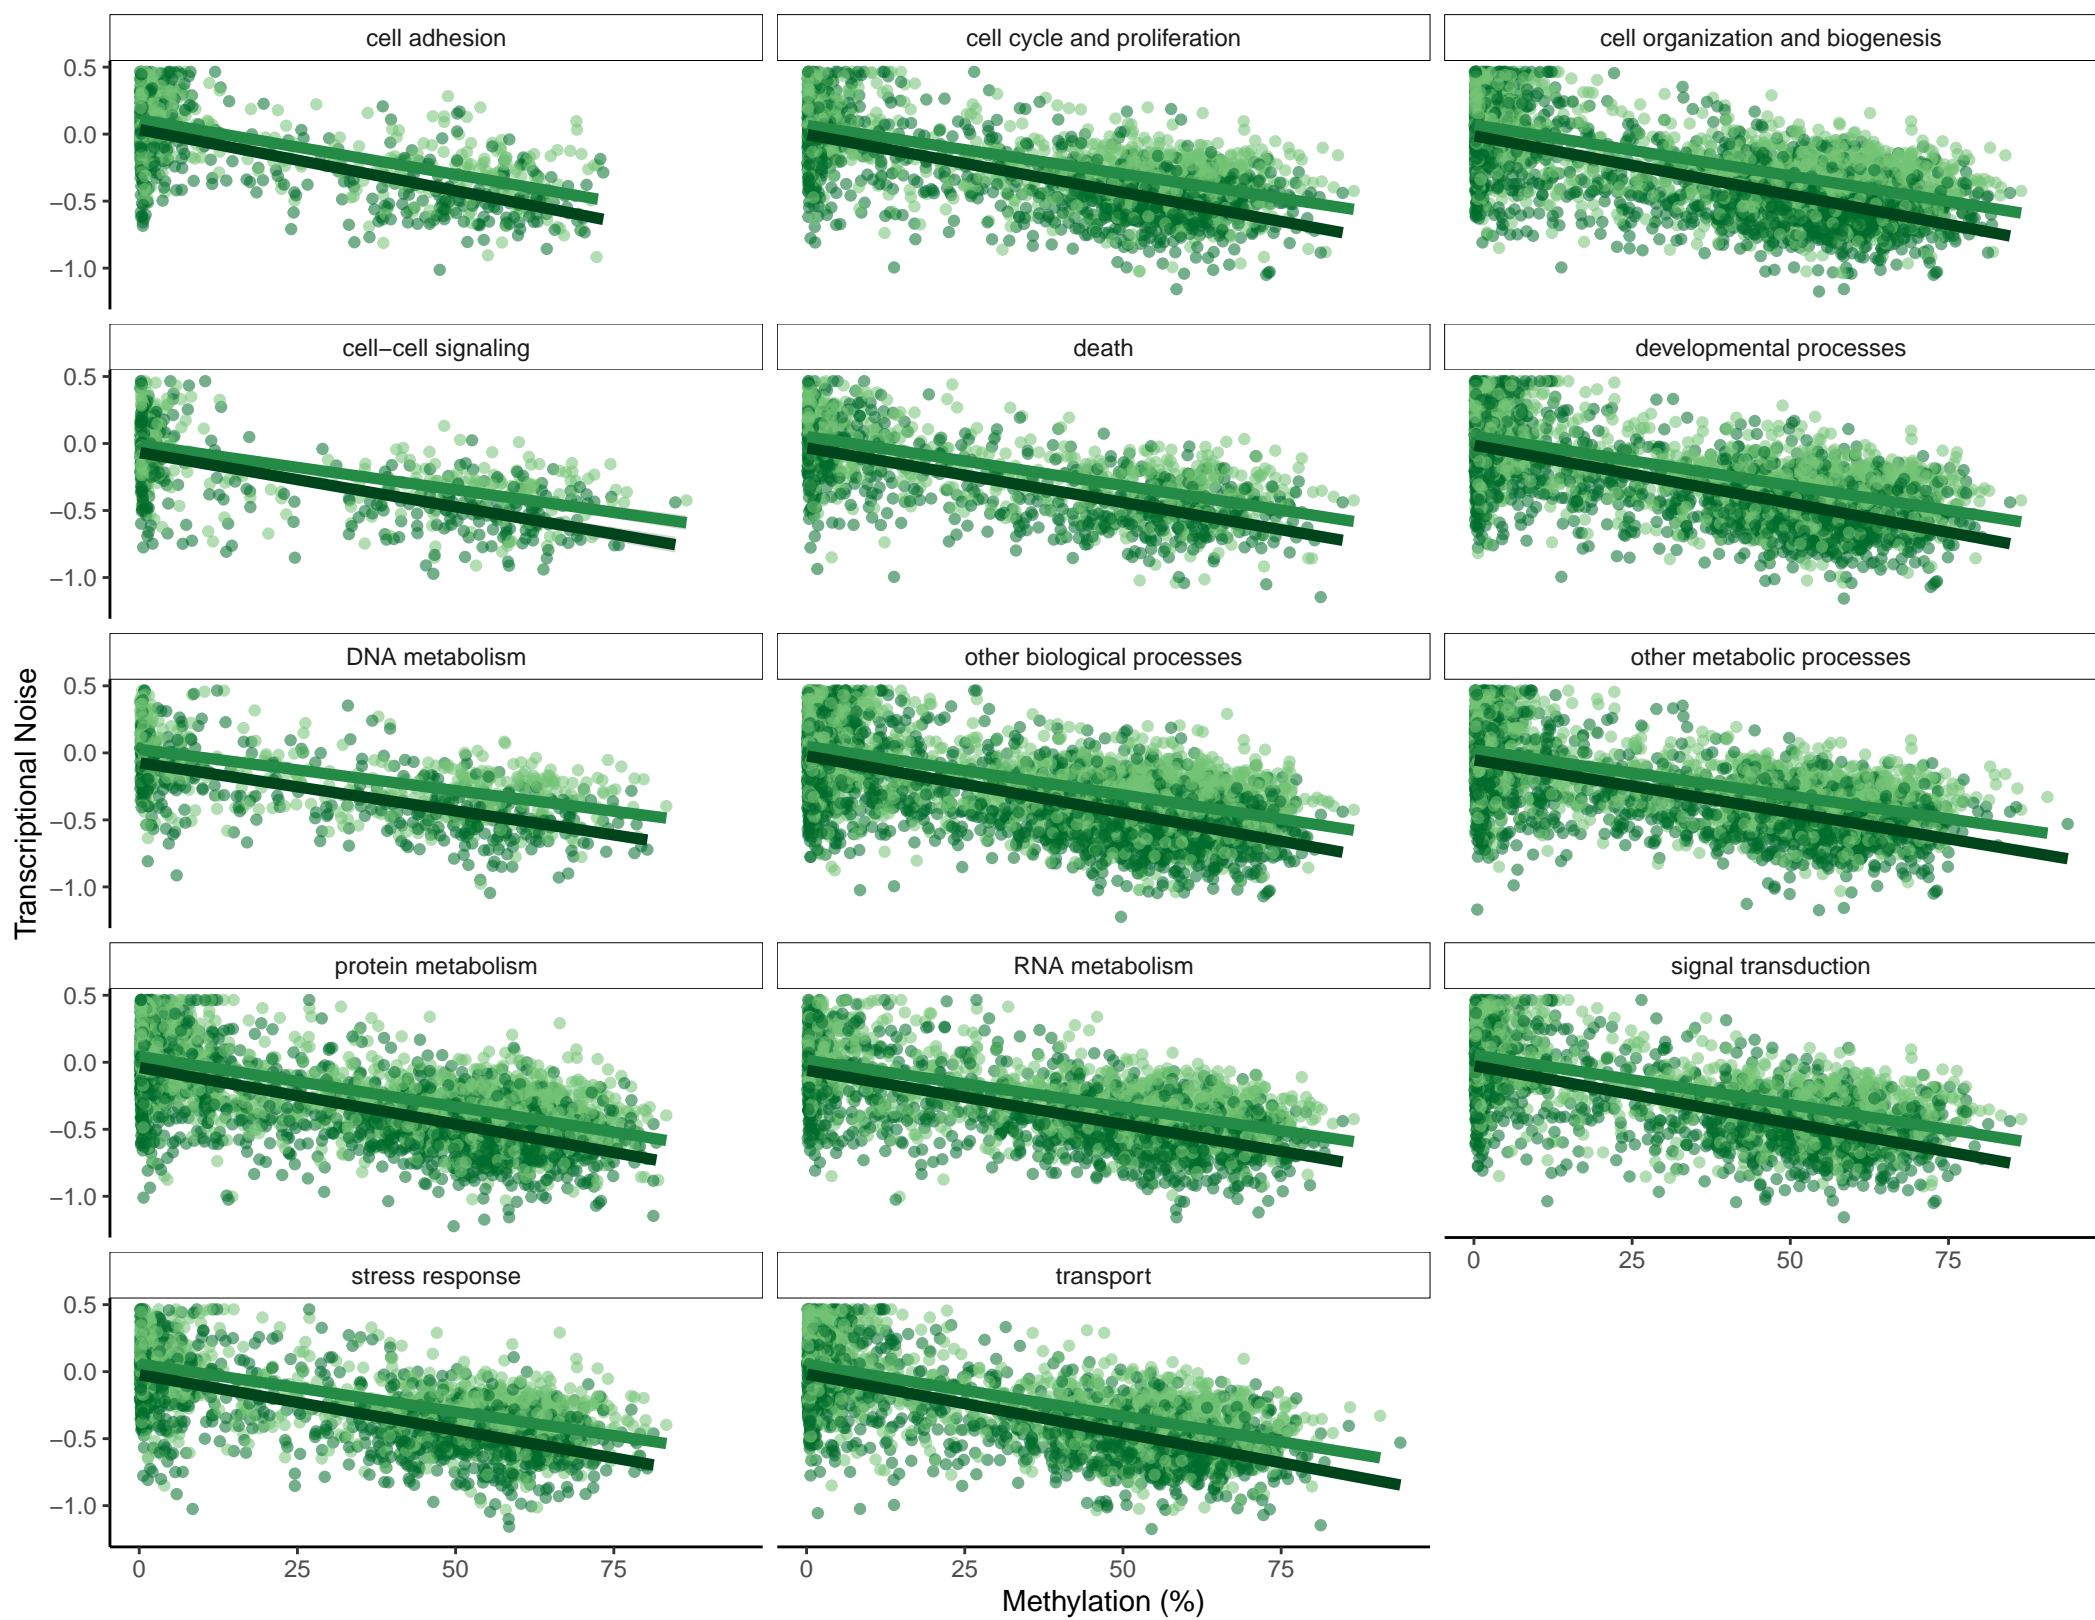 cell adhesion
cell cycle and proliferation
cell organization and biogenesis
0.5
0.0
−0.5
−1.0
cell−cell signaling
death
developmental processes
0.5
0.0
−0.5
−1.0
DNA metabolism
other biological processes
other metabolic processes
0.5
0.0
−0.5
−1.0
Transcriptional Noise
protein metabolism
RNA metabolism
signal transduction
0.5
0.0
−0.5
−1.0
0 25 50 75
stress response
transport
0.5
0.0
−0.5
−1.0
0 25 50 75
0 25 50 75
Methylation (%)